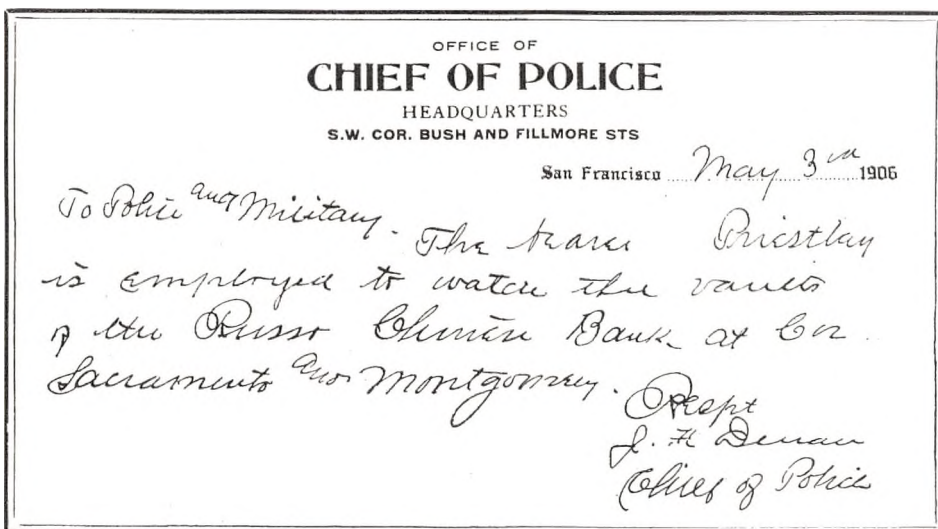 OFFICE OF
CHIEF OF POLICE
HEADQUARTERS
S.W. COR. BUSH AND FILLMORE STS
San Francisco May 3rd 1906
To Police and Military.
The bearer Priestley
is employed to watch the vaults
of the Russo Chinese Bank at Cor
Sacramento and Montgomery.
Respt
J. F. Dinan
Chief of Police